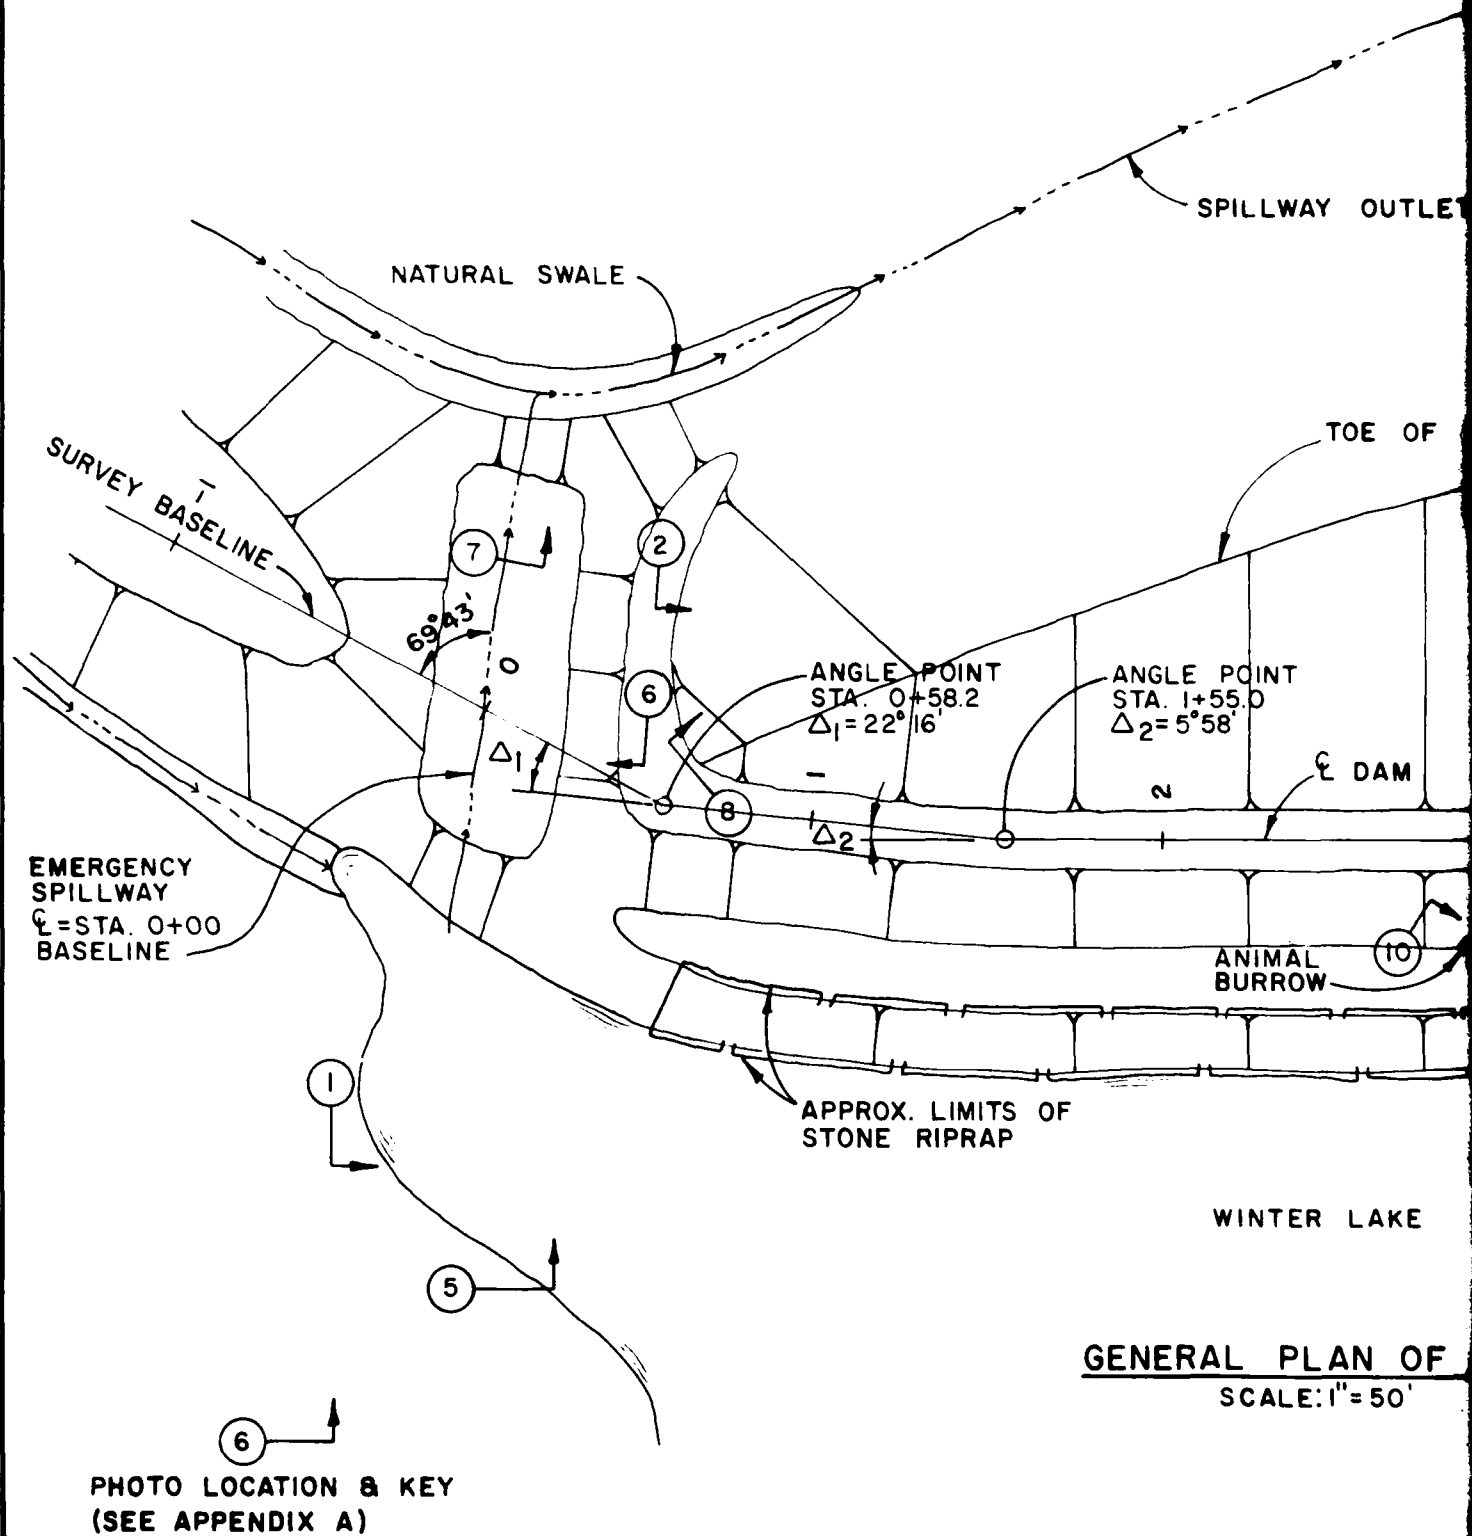 SPILLWAY OUTLET
NATURAL SWALE
TOE OF
SURVEY BASELINE
1
7
2
69°43'
0
6
ANGLE POINT
STA. 0+58.2
Δ1=22°16'
ANGLE POINT
STA. 1+55.0
Δ2=5°58'
Δ1
1
2
℄ DAM
8
Δ2
EMERGENCY
SPILLWAY
℄=STA. 0+00
BASELINE
10
ANIMAL
BURROW
1
APPROX. LIMITS OF
STONE RIPRAP
WINTER LAKE
5
GENERAL PLAN OF
SCALE: 1"=50'
6
PHOTO LOCATION & KEY
(SEE APPENDIX A)